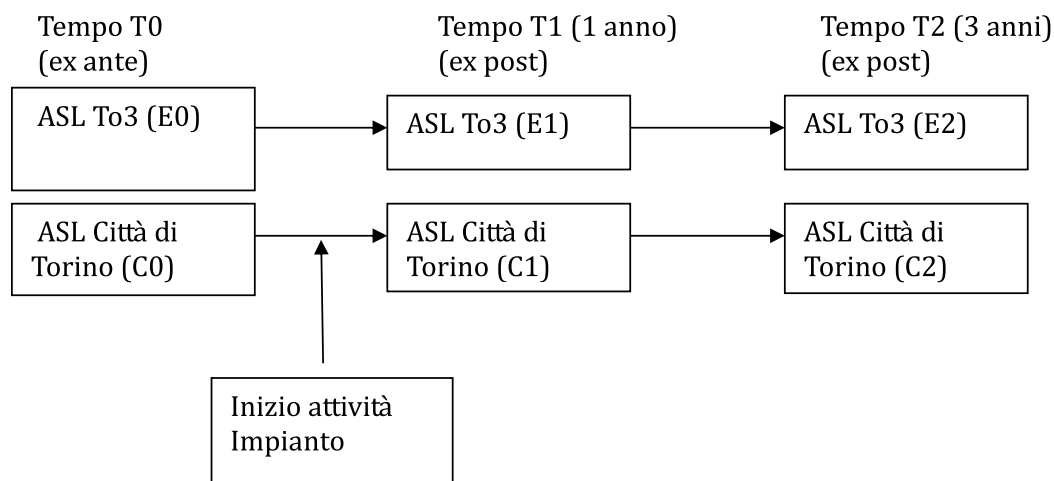 Tempo T0
(ex ante)
Tempo T1 (1 anno)
(ex post)
Tempo T2 (3 anni)
(ex post)
ASL To3 (E0)
ASL To3 (E1)
ASL To3 (E2)
ASL Città di
Torino (C0)
ASL Città di
Torino (C1)
ASL Città di
Torino (C2)
Inizio attività
Impianto